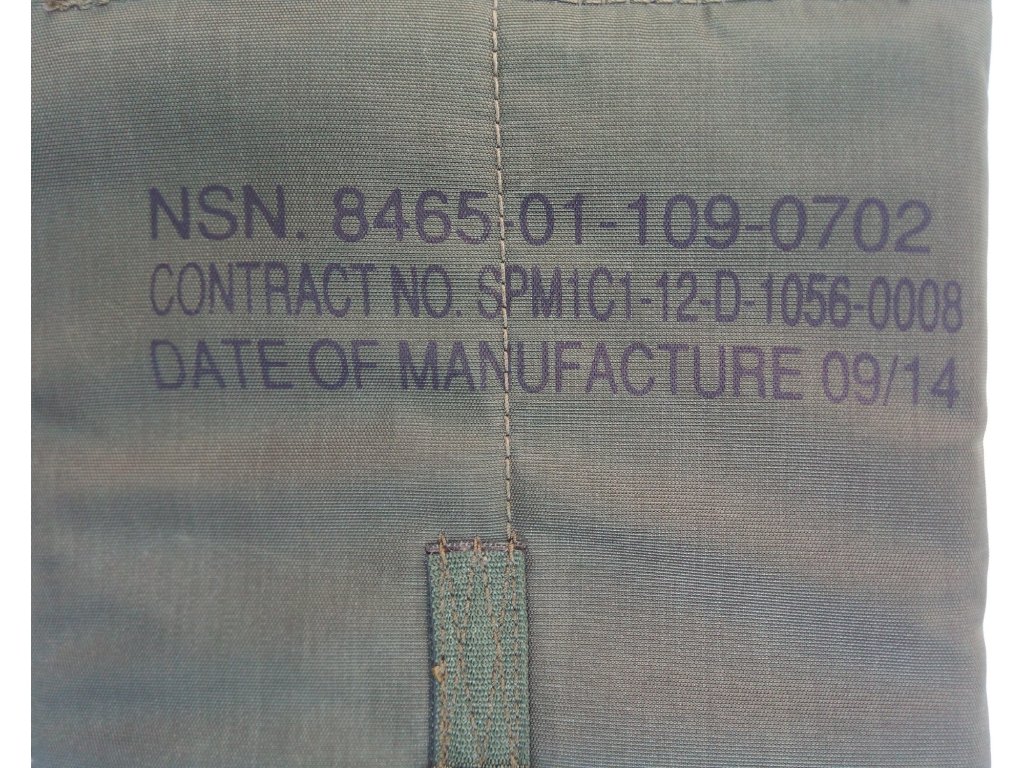 NSN. 8465-01-109-0702
CONTRACT NO. SPM1C1-12-D-1056-0008
DATE OF MANUFACTURE 09/14